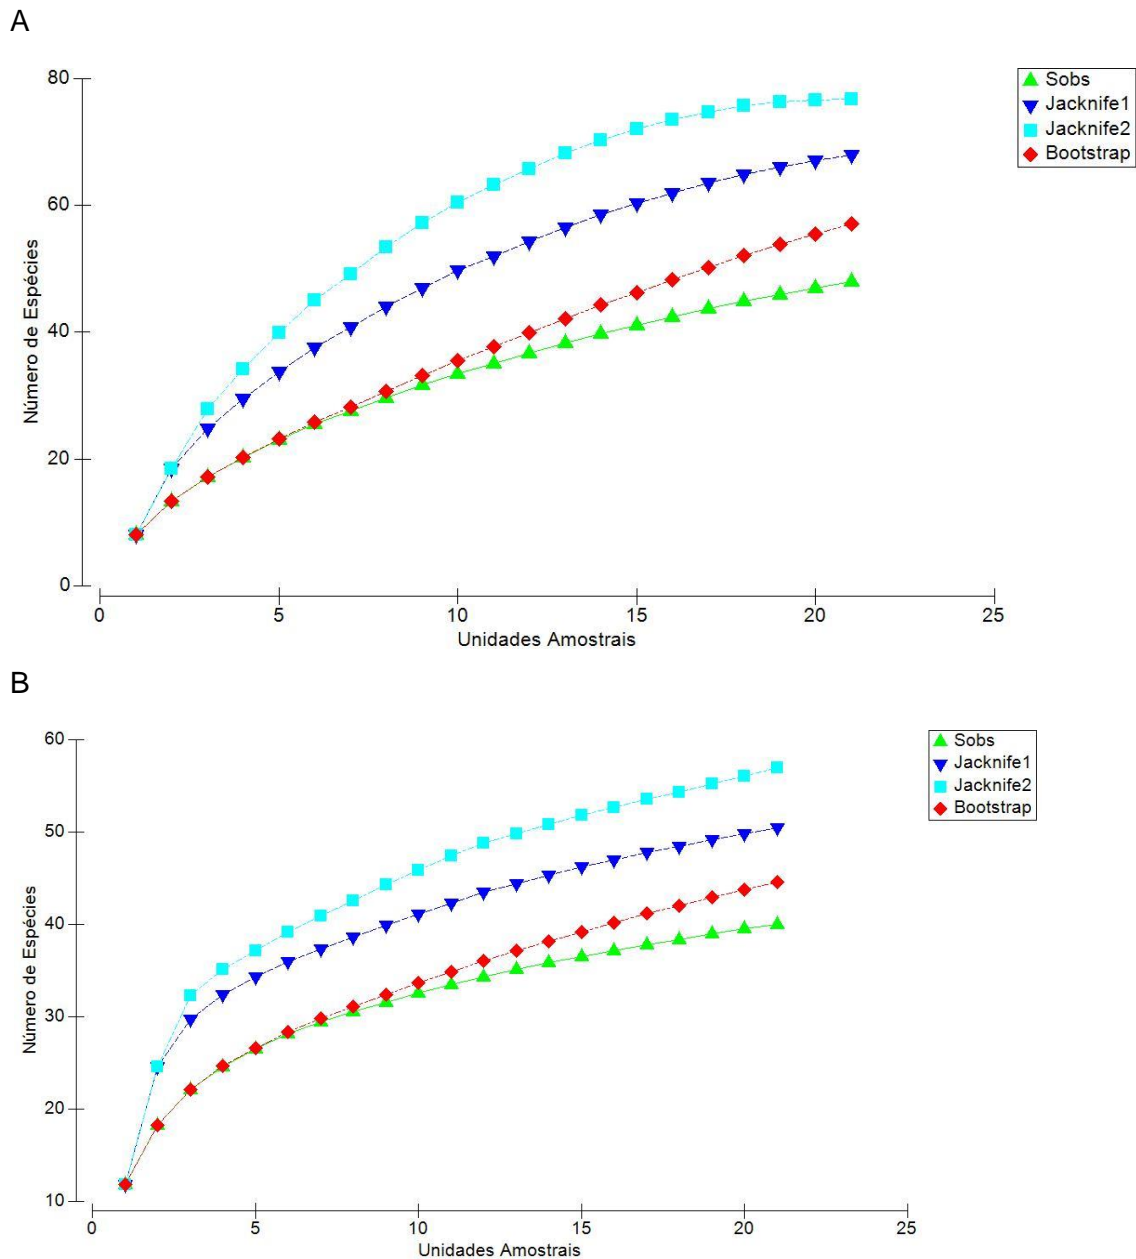 A
80
60
40
20
0
Número de Espécies
0 5 10 15 20 25
Unidades Amostrais
Sobs
Jacknife1
Jacknife2
Bootstrap
B
60
50
40
30
20
10
Número de Espécies
0 5 10 15 20 25
Unidades Amostrais
Sobs
Jacknife1
Jacknife2
Bootstrap